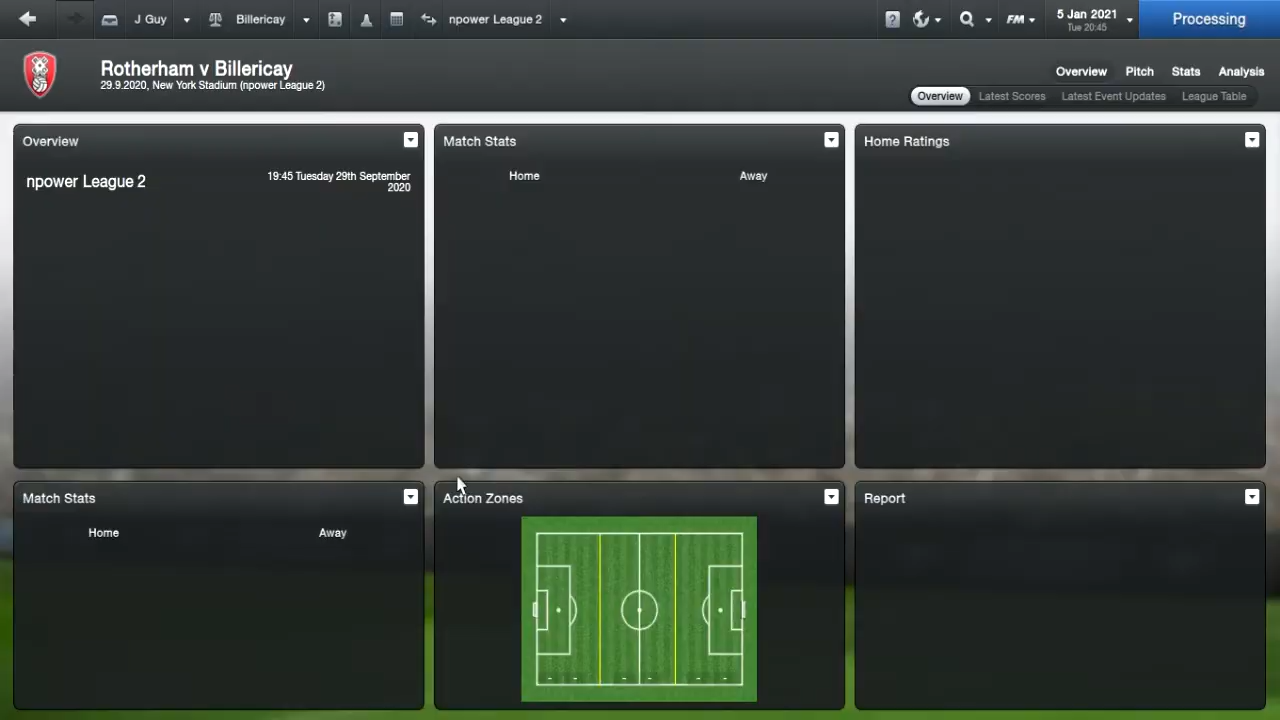 J Guy
Billericay
npower League 2
FM
5 Jan 2021
Tue 20:45
Processing
Rotherham v Billericay
29.9.2020, New York Stadium (npower League 2)
Overview
Pitch
Stats
Analysis
Overview
Latest Scores
Latest Event Updates
League Table
Overview
npower League 2
19:45 Tuesday 29th September
2020
Match Stats
Home
Away
Home Ratings
Match Stats
Home
Away
Action Zones
Report